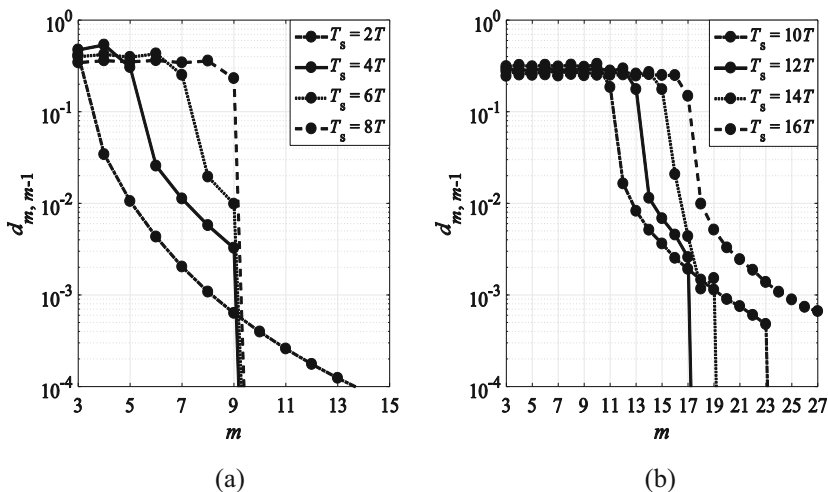 10^0
10^-1
10^-2
10^-3
10^-4
d_{m, m-1}
3 5 7 9 11 13 15
m
T_s = 2T
T_s = 4T
T_s = 6T
T_s = 8T
(a)
10^0
10^-1
10^-2
10^-3
10^-4
d_{m, m-1}
3 5 7 9 11 13 15 17 19 21 23 25 27
m
T_s = 10T
T_s = 12T
T_s = 14T
T_s = 16T
(b)